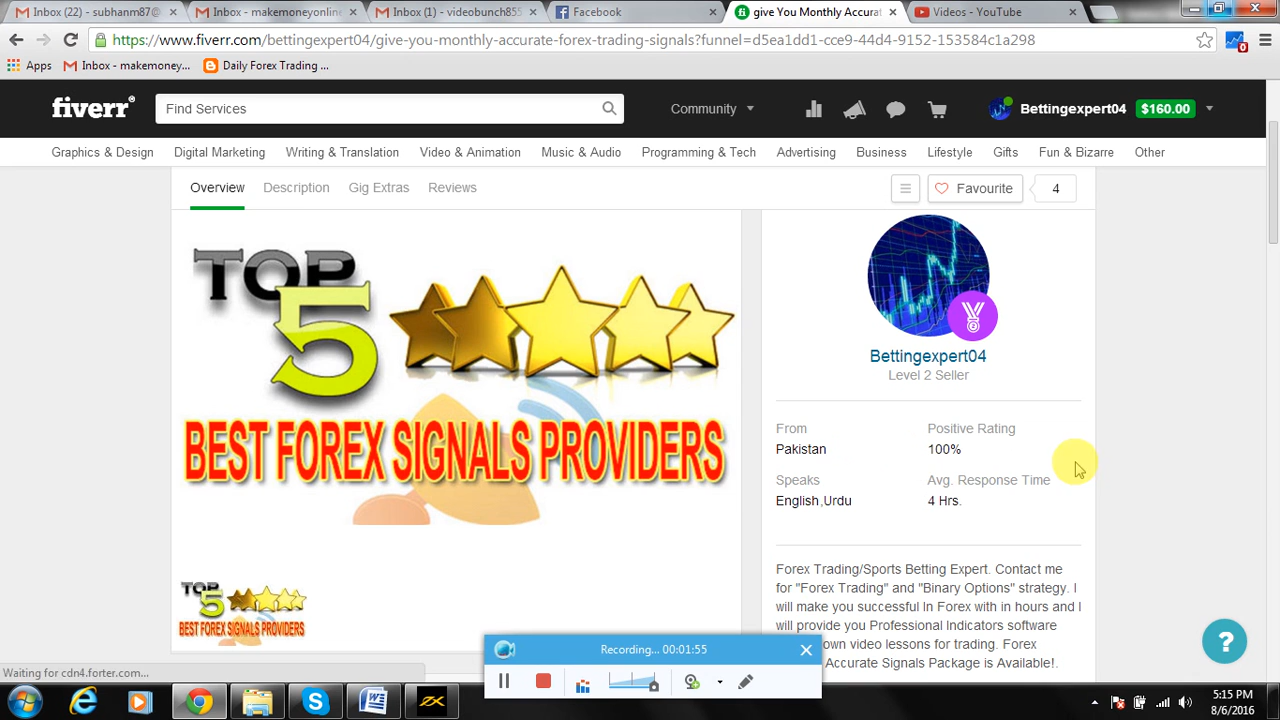 Inbox (22) - subhanm87@
Inbox - makemoneyonline
Inbox (1) - videobunch855
Facebook
give You Monthly Accurat
Videos - YouTube
https://www.fiverr.com/bettingexpert04/give-you-monthly-accurate-forex-trading-signals?funnel=d5ea1dd1-cce9-44d4-9152-153584c1a298
0
Apps
Inbox - makemoney...
Daily Forex Trading ...
fiverr®
Find Services
Community
Bettingexpert04
$160.00
Graphics & Design
Digital Marketing
Writing & Translation
Video & Animation
Music & Audio
Programming & Tech
Advertising
Business
Lifestyle
Gifts
Fun & Bizarre
Other
Overview
Description
Gig Extras
Reviews
Favourite
4
TOP
5
BEST FOREX SIGNALS PROVIDERS
TOP
5
BEST FOREX SIGNALS PROVIDERS
Bettingexpert04
Level 2 Seller
From
Positive Rating
Pakistan
100%
Speaks
Avg. Response Time
English,Urdu
4 Hrs.
Forex Trading/Sports Betting Expert. Contact me
for "Forex Trading" and "Binary Options" strategy. I
will make you successful In Forex with in hours and I
will provide you Professional Indicators software
own video lessons for trading. Forex
Accurate Signals Package is Available!.
?
Recording... 00:01:55
Waiting for cdn4.forter.com...
5:15 PM
8/6/2016